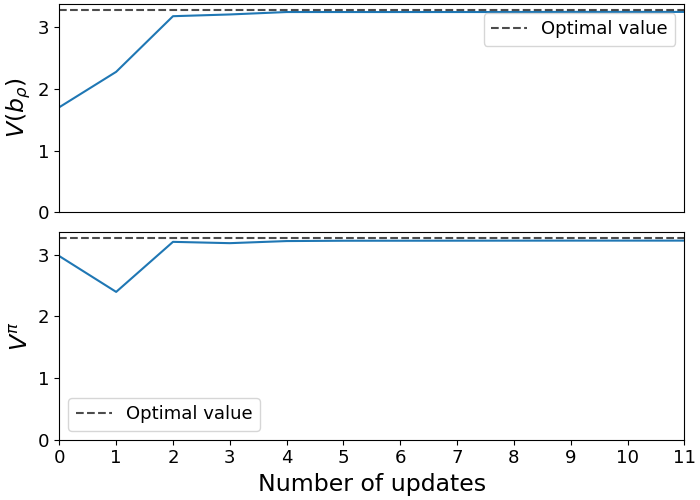 3
2
1
0
V(b_ρ)
Optimal value
3
2
1
0
V^π
Optimal value
0 1 2 3 4 5 6 7 8 9 10 11
Number of updates